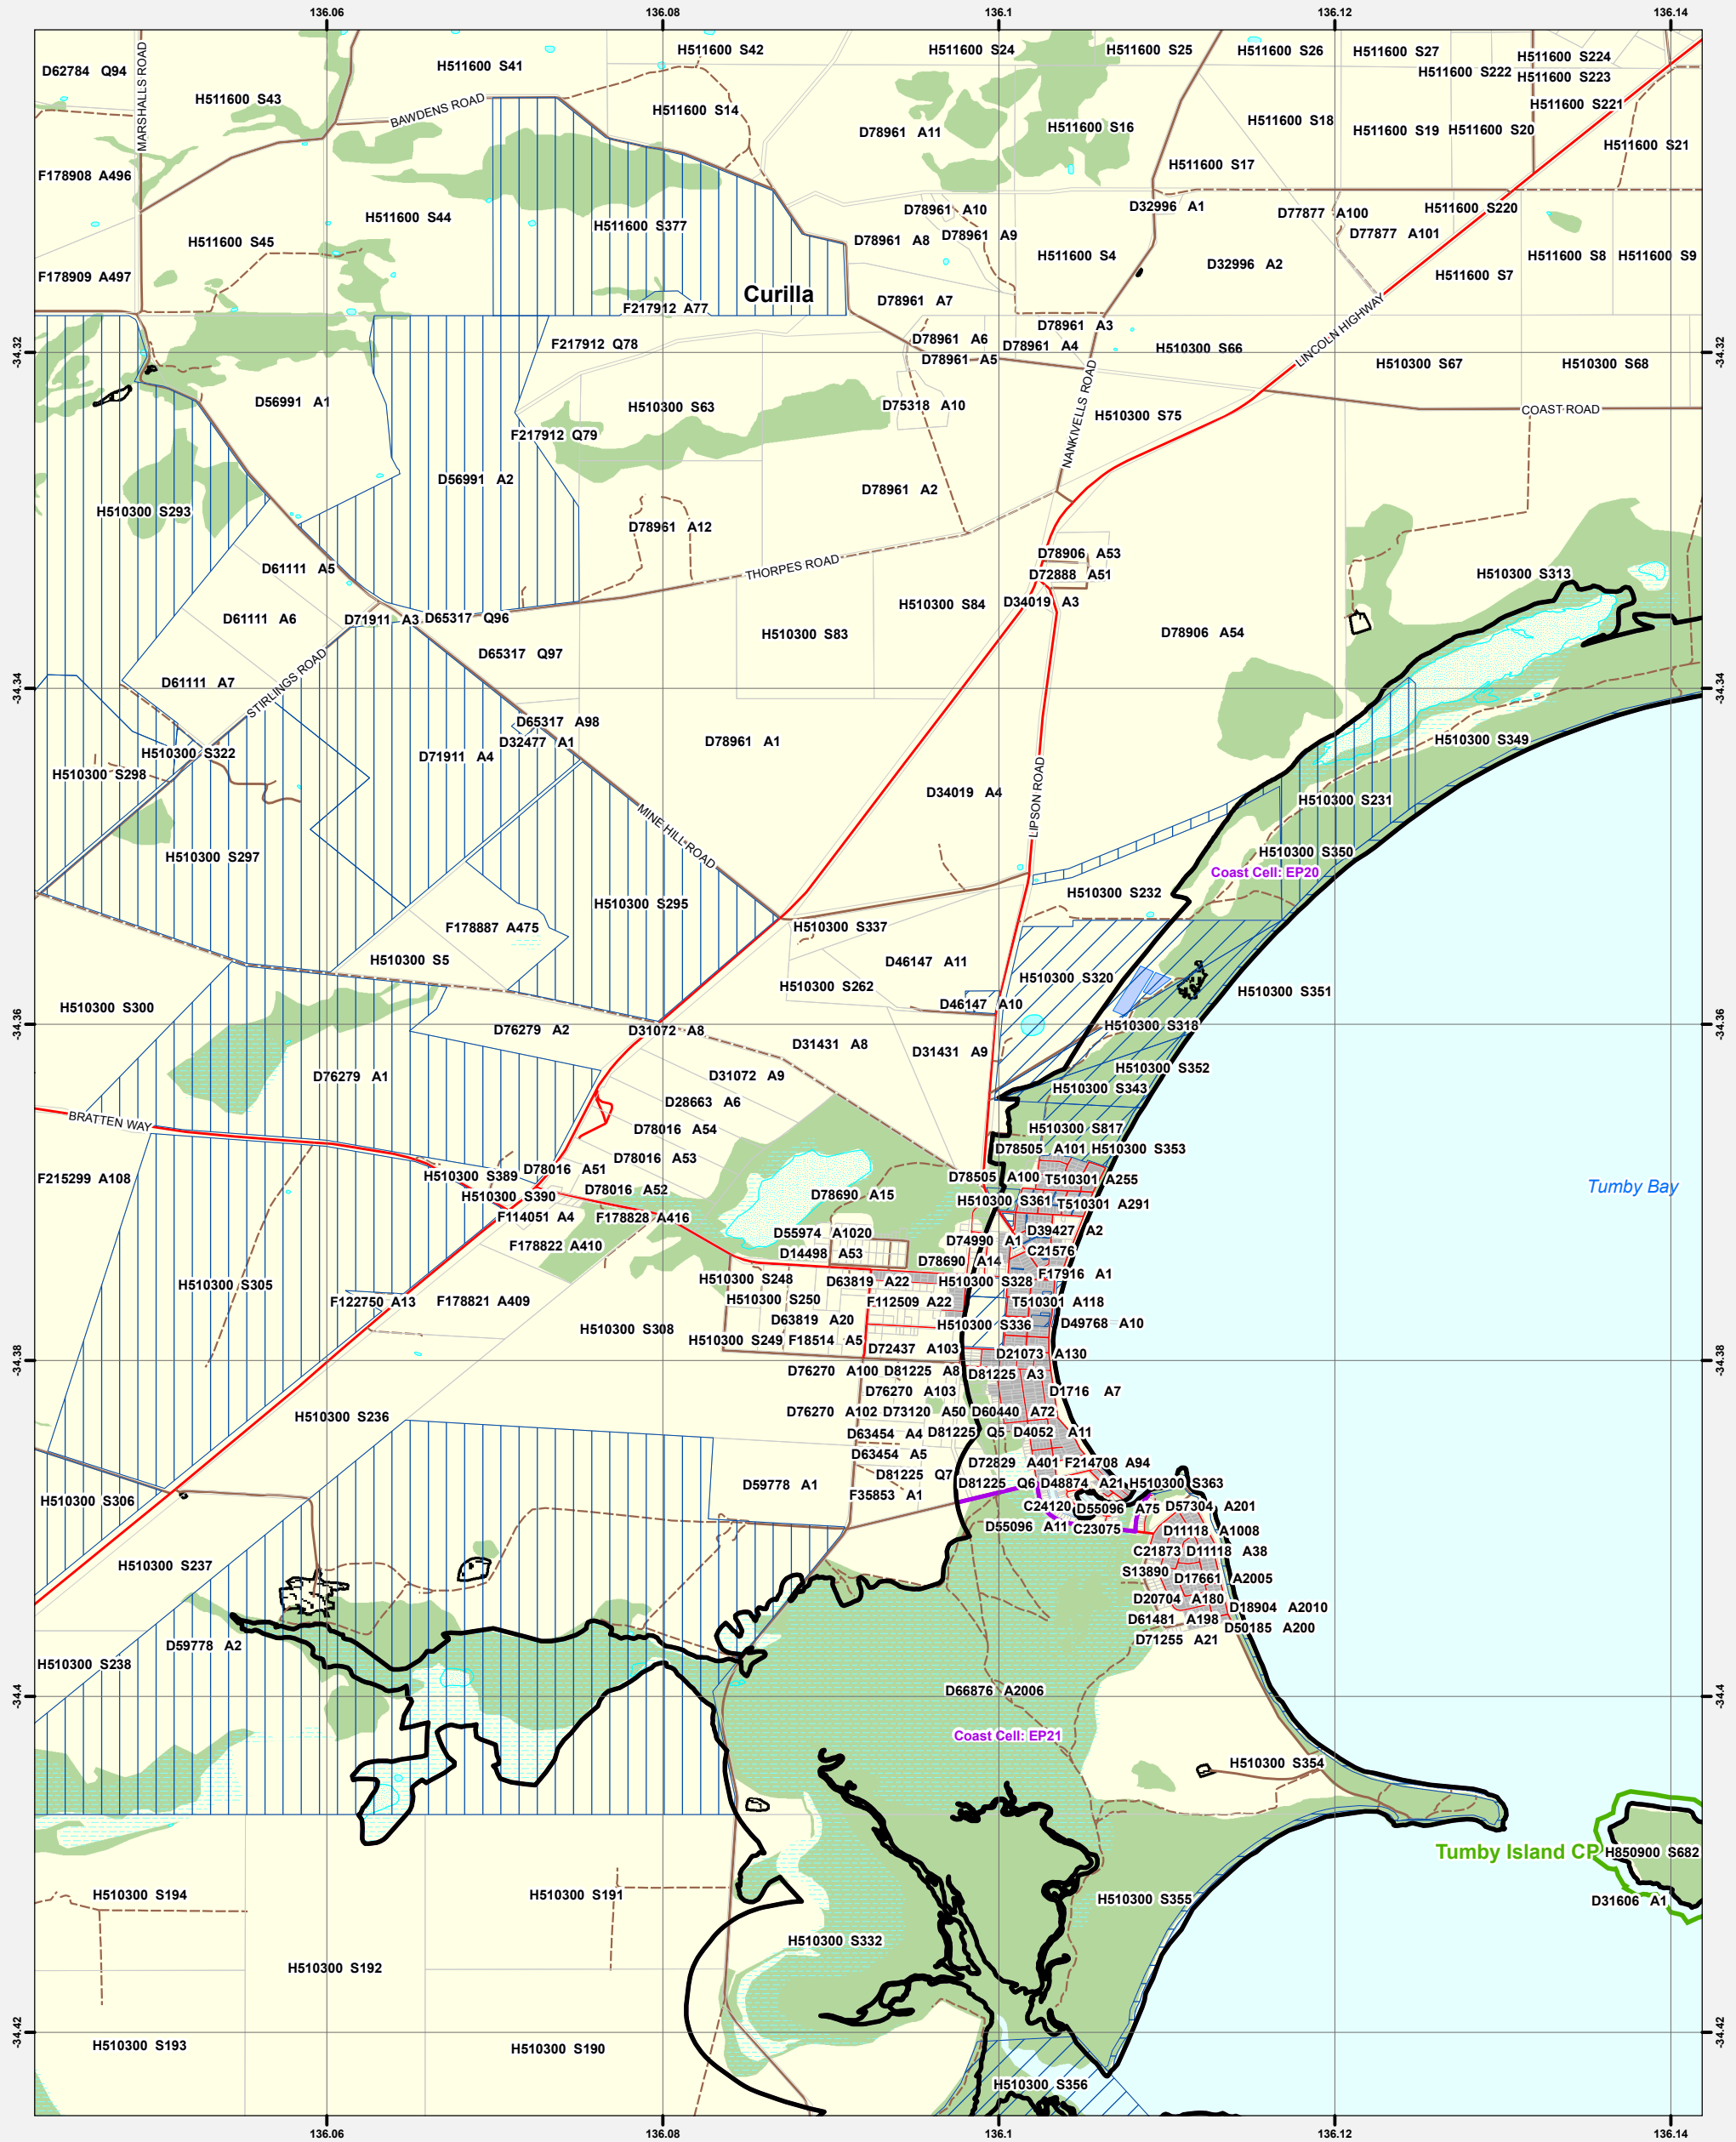 136.06 136.08 136.1 136.12 136.14
H511600 S42
H511600 S24
H511600 S25
H511600 S26
H511600 S27
H511600 S224
D62784 Q94
H511600 S41
H511600 S222
H511600 S223
MARSHALLS ROAD
H511600 S43
BAWDENS ROAD
H511600 S14
H511600 S221
D78961 A11
H511600 S16
H511600 S18
H511600 S19
H511600 S20
H511600 S21
H511600 S17
F178908 A496
H511600 S44
H511600 S377
D78961 A10
D32996 A1
D77877 A100
H511600 S220
H511600 S45
D78961 A8
D78961 A9
D77877 A101
H511600 S4
D32996 A2
H511600 S8
H511600 S9
F178909 A497
H511600 S7
Curilla
D78961 A7
F217912 A77
D78961 A3
LINCOLN HIGHWAY
F217912 Q78
D78961 A6
D78961 A4
H510300 S66
-34.32
-34.32
D78961 A5
H510300 S67
H510300 S68
D56991 A1
H510300 S63
D75318 A10
NANKIVELLS ROAD
H510300 S75
COAST ROAD
F217912 Q79
D56991 A2
D78961 A2
H510300 S293
D78961 A12
D78906 A53
THORPES ROAD
D61111 A5
D72888 A51
H510300 S313
H510300 S84
D34019 A3
D61111 A6
D71911 A3
D65317 Q96
H510300 S83
D78906 A54
D65317 Q97
D61111 A7
STIRLINGS ROAD
-34.34
-34.34
D65317 A98
D32477 A1
D78961 A1
H510300 S349
H510300 S322
D71911 A4
H510300 S298
D34019 A4
LIPSON ROAD
H510300 S231
MINE HILL ROAD
H510300 S297
H510300 S350
Coast Cell: EP20
H510300 S232
H510300 S295
F178887 A475
H510300 S337
H510300 S5
D46147 A11
H510300 S320
H510300 S262
H510300 S351
H510300 S300
D46147 A10
-34.36
-34.36
D76279 A2
D31072 A8
H510300 S318
D31431 A8
D31431 A9
H510300 S352
D76279 A1
D31072 A9
H510300 S343
D28663 A6
BRATTEN WAY
D78016 A54
H510300 S817
D78505 A101
H510300 S353
D78016 A53
D78016 A51
F215299 A108
H510300 S389
D78505 A100
T510301 A255
Tumby Bay
D78016 A52
D78690 A15
H510300 S390
H510300 S361
T510301 A291
F114051 A4
F178828 A416
D55974 A1020
D39427 A2
F178822 A410
D74990 A1
D14498 A53
C21576
D78690 A14
F17916 A1
H510300 S305
H510300 S248
D63819 A22
H510300 S328
F122750 A13
F178821 A409
H510300 S250
F112509 A22
T510301 A118
D63819 A20
H510300 S336
D49768 A10
H510300 S308
H510300 S249
F18514 A5
D72437 A103
D21073 A130
-34.38
-34.38
D76270 A100
D81225 A8
D81225 A3
D76270 A103
D1716 A7
H510300 S236
D76270 A102
D73120 A50
D60440 A72
D63454 A4
D81225 Q5
D4052 A11
D63454 A5
D72829 A401
F214708 A94
D81225 Q7
D59778 A1
D81225 Q6
D48874 A21
H510300 S363
F35853 A1
H510300 S306
C24120
D55096 A75
D57304 A201
D55096 A11
C23075
D11118 A1008
C21873
D11118 A38
H510300 S237
S13890
D17661 A2005
D20704 A180
D18904 A2010
D61481 A198
D50185 A200
D59778 A2
D71255 A21
H510300 S238
D66876 A2006
-34.4
-34.4
Coast Cell: EP21
H510300 S354
Tumby Island CP
H850900 S682
H510300 S194
H510300 S191
H510300 S355
D31606 A1
H510300 S332
H510300 S192
-34.42
-34.42
H510300 S193
H510300 S190
H510300 S356
136.06 136.08 136.1 136.12 136.14